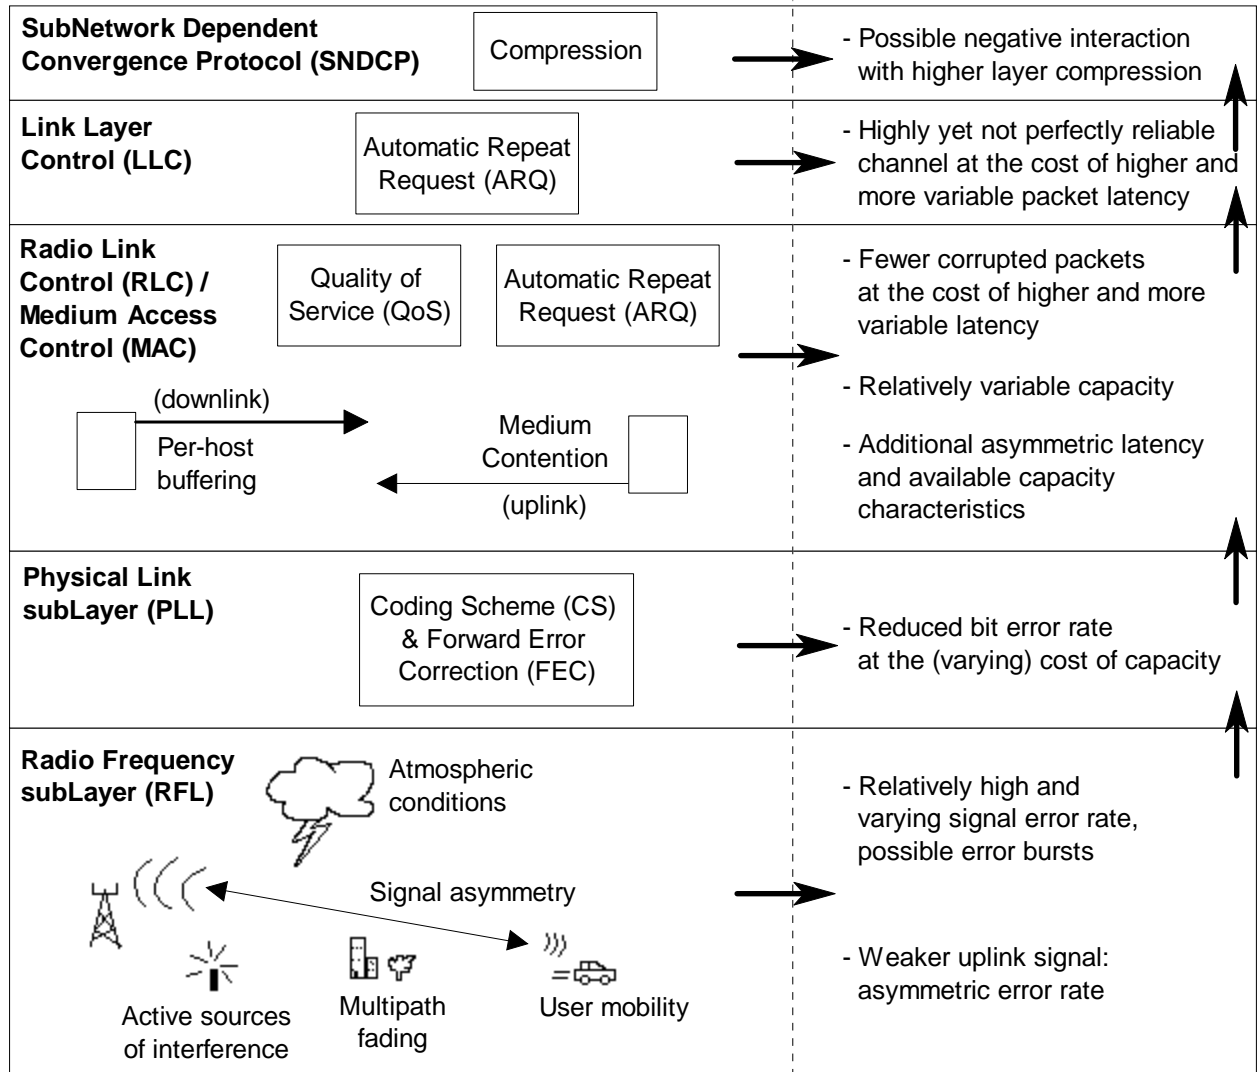 SubNetwork Dependent
Convergence Protocol (SNDCP)
Compression
- Possible negative interaction
with higher layer compression
Link Layer
Control (LLC)
Automatic Repeat
Request (ARQ)
- Highly yet not perfectly reliable
channel at the cost of higher and
more variable packet latency
Radio Link
Control (RLC) /
Medium Access
Control (MAC)
Quality of
Service (QoS)
Automatic Repeat
Request (ARQ)
(downlink)
Per-host
buffering
Medium
Contention
(uplink)
- Fewer corrupted packets
at the cost of higher and more
variable latency
- Relatively variable capacity
- Additional asymmetric latency
and available capacity
characteristics
Physical Link
subLayer (PLL)
Coding Scheme (CS)
& Forward Error
Correction (FEC)
- Reduced bit error rate
at the (varying) cost of capacity
Radio Frequency
subLayer (RFL)
Atmospheric
conditions
Signal asymmetry
Active sources
of interference
Multipath
fading
User mobility
- Relatively high and
varying signal error rate,
possible error bursts
- Weaker uplink signal:
asymmetric error rate